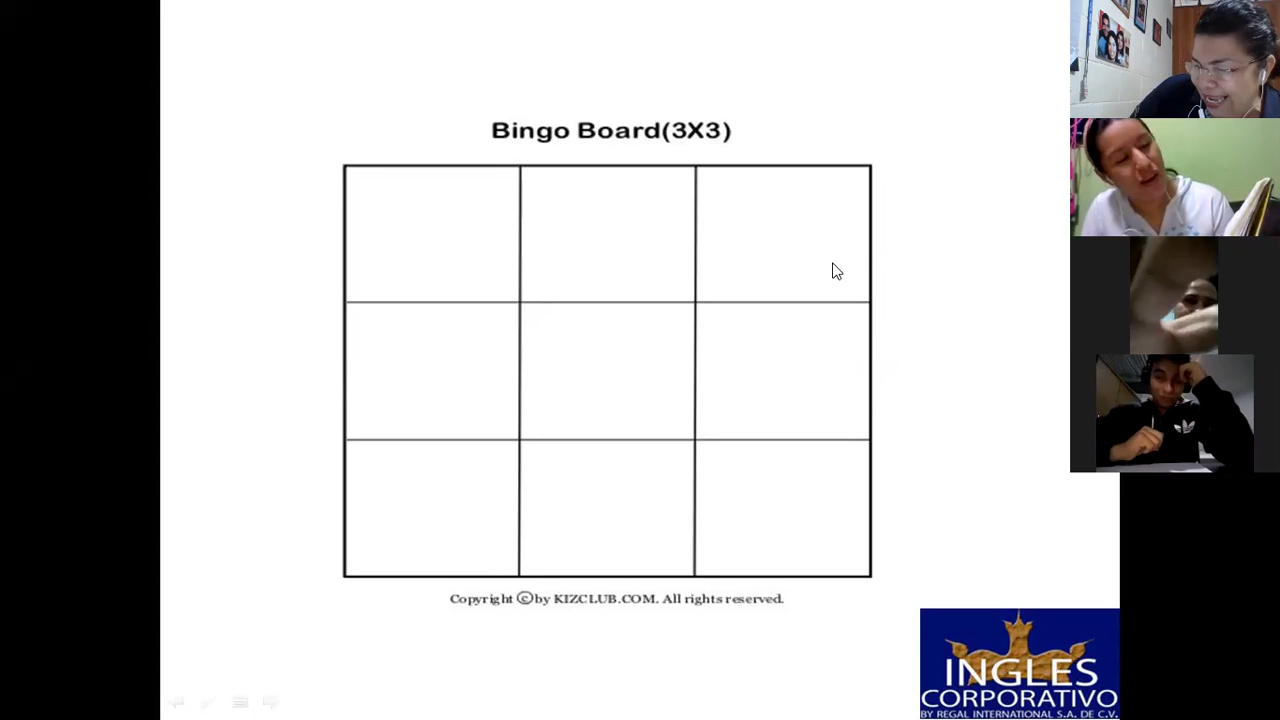 Bingo Board(3X3)
Copyright ©by KIZCLUB.COM. All rights reserved.
INGLES
CORPORATIVO
BY REGAL INTERNATIONAL S.A. DE C.V.